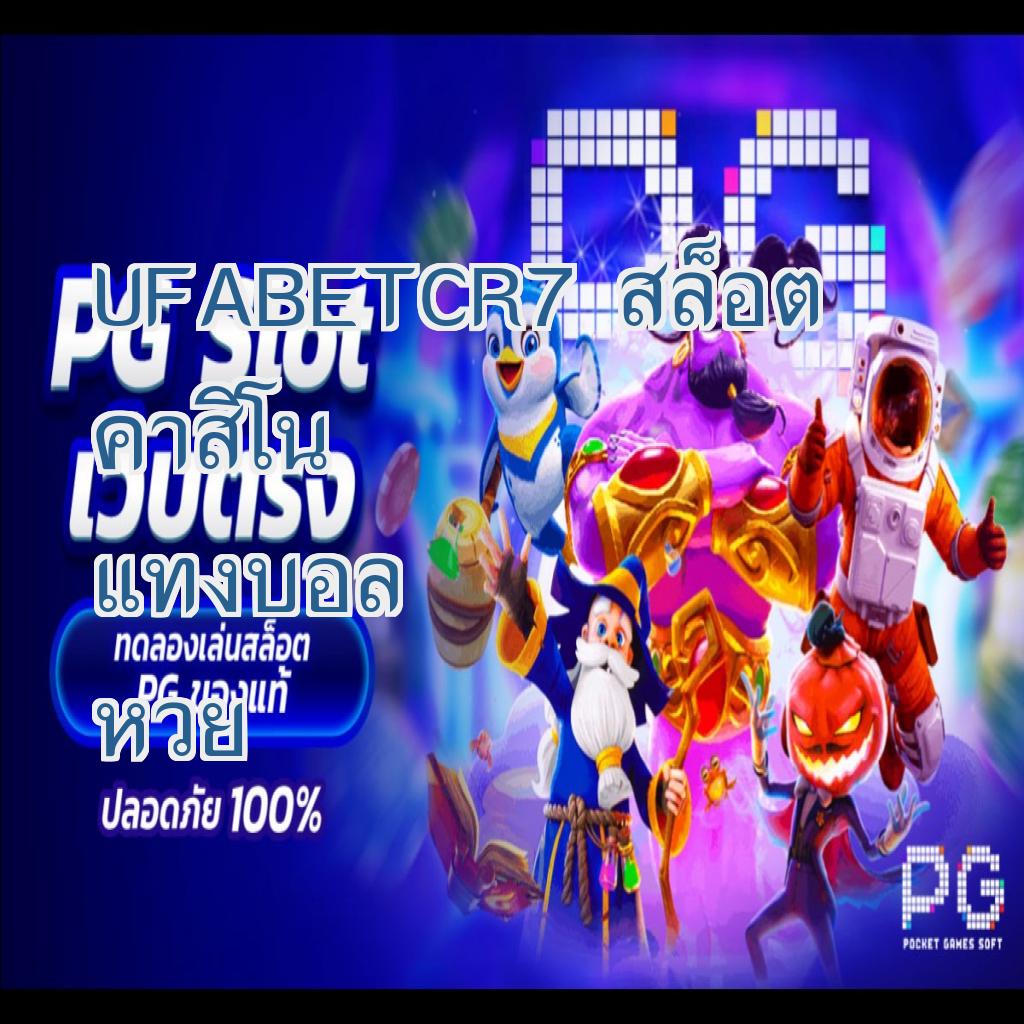 PG
UFABETCR7 สล็อต
PG Slot
คาสิโน
เว็บตรง
แทงบอล
ทดลองเล่นสล็อต
PG ของแท้
หวย
ปลอดภัย 100%
PG
POCKET GAMES SOFT